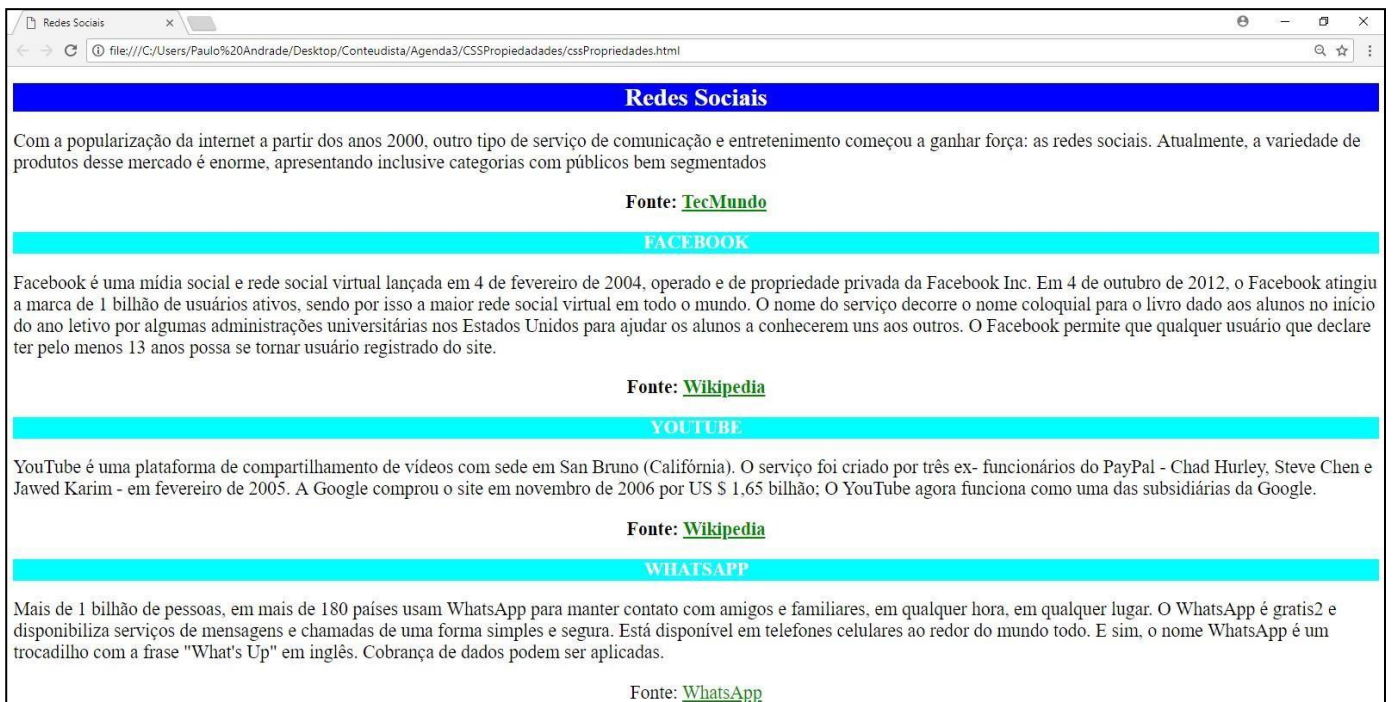 Redes Sociais
file:///C:/Users/Paulo%20Andrade/Desktop/Conteudista/Agenda3/CSSPropiedadades/cssPropriedades.html
Redes Sociais
Com a popularização da internet a partir dos anos 2000, outro tipo de serviço de comunicação e entretenimento começou a ganhar força: as redes sociais. Atualmente, a variedade de
produtos desse mercado é enorme, apresentando inclusive categorias com públicos bem segmentados
Fonte: TecMundo
FACEBOOK
Facebook é uma mídia social e rede social virtual lançada em 4 de fevereiro de 2004, operado e de propriedade privada da Facebook Inc. Em 4 de outubro de 2012, o Facebook atingiu
a marca de 1 bilhão de usuários ativos, sendo por isso a maior rede social virtual em todo o mundo. O nome do serviço decorre o nome coloquial para o livro dado aos alunos no início
do ano letivo por algumas administrações universitárias nos Estados Unidos para ajudar os alunos a conhecerem uns aos outros. O Facebook permite que qualquer usuário que declare
ter pelo menos 13 anos possa se tornar usuário registrado do site.
Fonte: Wikipedia
YOUTUBE
YouTube é uma plataforma de compartilhamento de vídeos com sede em San Bruno (Califórnia). O serviço foi criado por três ex- funcionários do PayPal - Chad Hurley, Steve Chen e
Jawed Karim - em fevereiro de 2005. A Google comprou o site em novembro de 2006 por US $ 1,65 bilhão; O YouTube agora funciona como uma das subsidiárias da Google.
Fonte: Wikipedia
WHATSAPP
Mais de 1 bilhão de pessoas, em mais de 180 países usam WhatsApp para manter contato com amigos e familiares, em qualquer hora, em qualquer lugar. O WhatsApp é gratis2 e
disponibiliza serviços de mensagens e chamadas de uma forma simples e segura. Está disponível em telefones celulares ao redor do mundo todo. E sim, o nome WhatsApp é um
trocadilho com a frase "What's Up" em inglês. Cobrança de dados podem ser aplicadas.
Fonte: WhatsApp